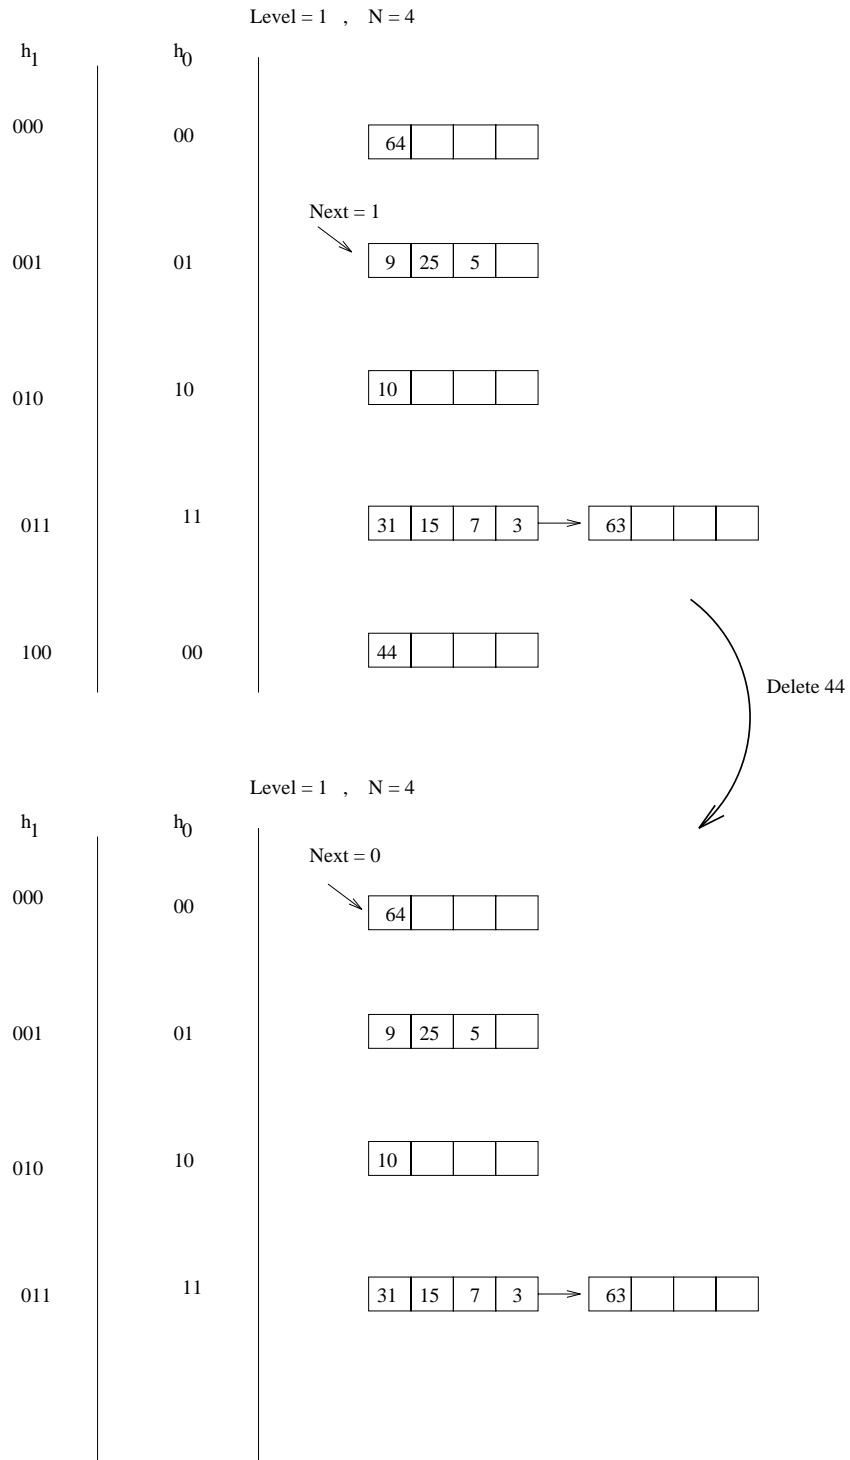 Level = 1 , N = 4
h1 h0
000 00 64
Next = 1
001 01 9 25 5
010 10 10
011 11 31 15 7 3 63
100 00 44
Delete 44
Level = 1 , N = 4
h1 h0
Next = 0
000 00 64
001 01 9 25 5
010 10 10
011 11 31 15 7 3 63